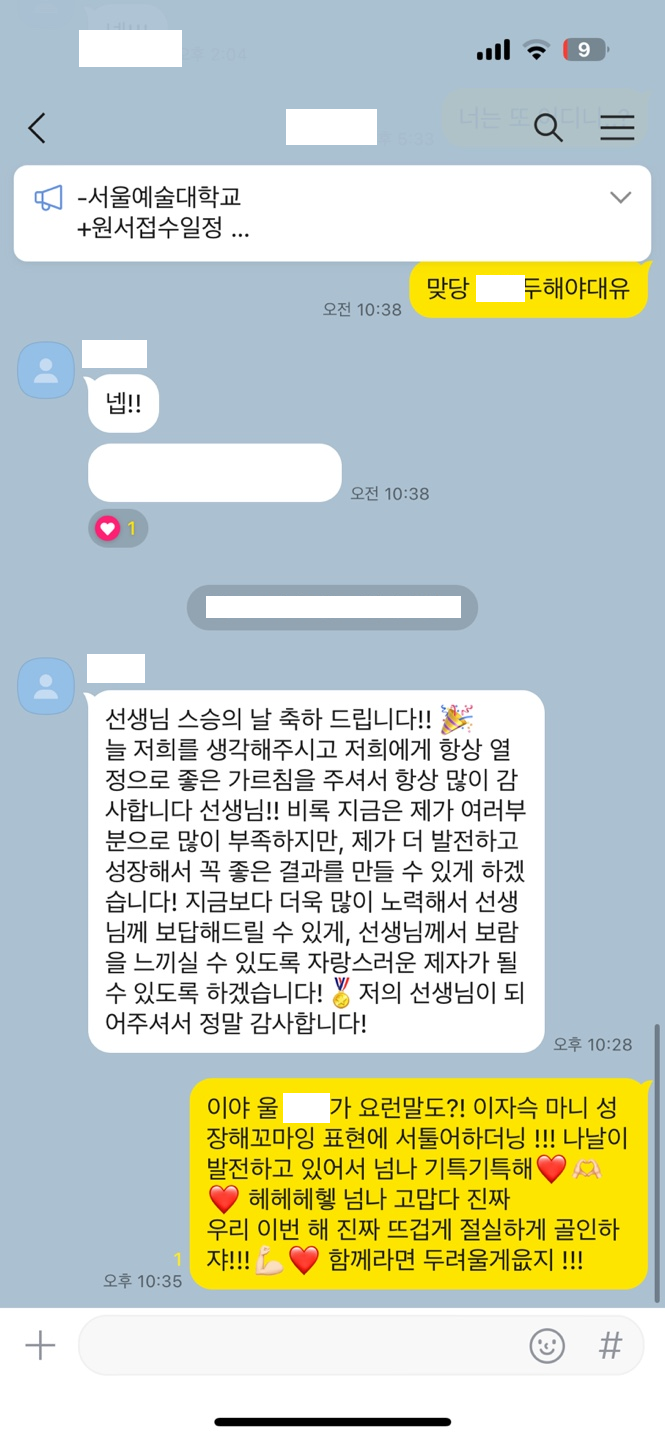 9
-서울예술대학교
+원서접수일정 ...
맞당 두해야대유
오전 10:38
넵!!
오전 10:38
1
선생님 스승의 날 축하 드립니다!! 🎉
늘 저희를 생각해주시고 저희에게 항상 열
정으로 좋은 가르침을 주셔서 항상 많이 감
사합니다 선생님!! 비록 지금은 제가 여러부
분으로 많이 부족하지만, 제가 더 발전하고
성장해서 꼭 좋은 결과를 만들 수 있게 하겠
습니다! 지금보다 더욱 많이 노력해서 선생
님께 보답해드릴 수 있게, 선생님께서 보람
을 느끼실 수 있도록 자랑스러운 제자가 될
수 있도록 하겠습니다! 🏅 저의 선생님이 되
어주셔서 정말 감사합니다!
오후 10:28
이야 울 가 요런말도?! 이자슥 마니 성
장해꼬마잉 표현에 서툴어하더닝 !!! 나날이
발전하고 있어서 넘나 기특기특해❤️🫶🏻
❤️ 헤헤헤헿 넘나 고맙다 진짜
우리 이번 해 진짜 뜨겁게 절실하게 골인하
쟈!!!💪🏻❤️ 함께라면 두려울게읎지 !!!
1
오후 10:35
#